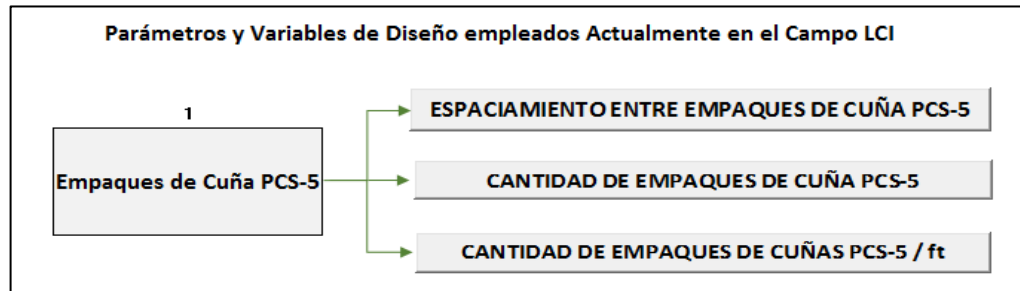 Parámetros y Variables de Diseño empleados Actualmente en el Campo LCI
1
Empaques de Cuña PCS-5
ESPACIAMIENTO ENTRE EMPAQUES DE CUÑA PCS-5
CANTIDAD DE EMPAQUES DE CUÑA PCS-5
CANTIDAD DE EMPAQUES DE CUÑAS PCS-5 / ft